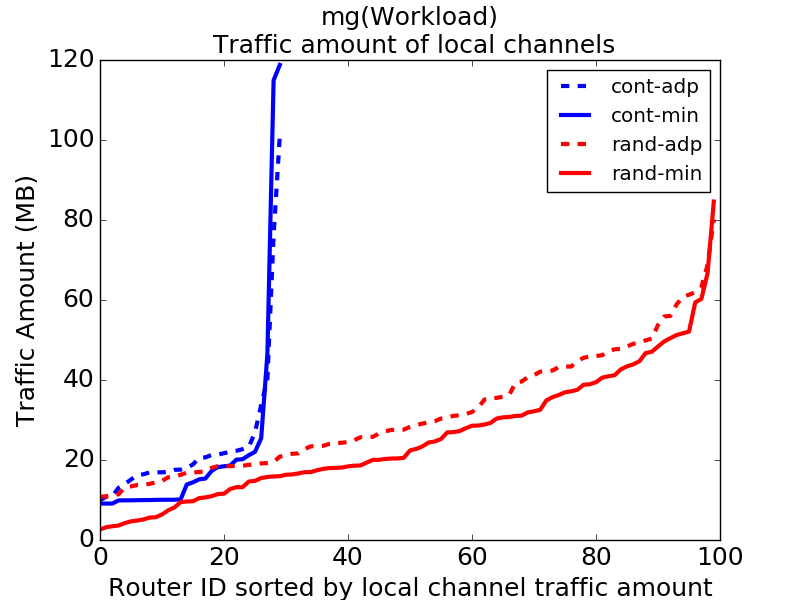 mg(Workload)
Traffic amount of local channels
120
100
80
60
40
20
0
Traffic Amount (MB)
cont-adp
cont-min
rand-adp
rand-min
0 20 40 60 80 100
Router ID sorted by local channel traffic amount